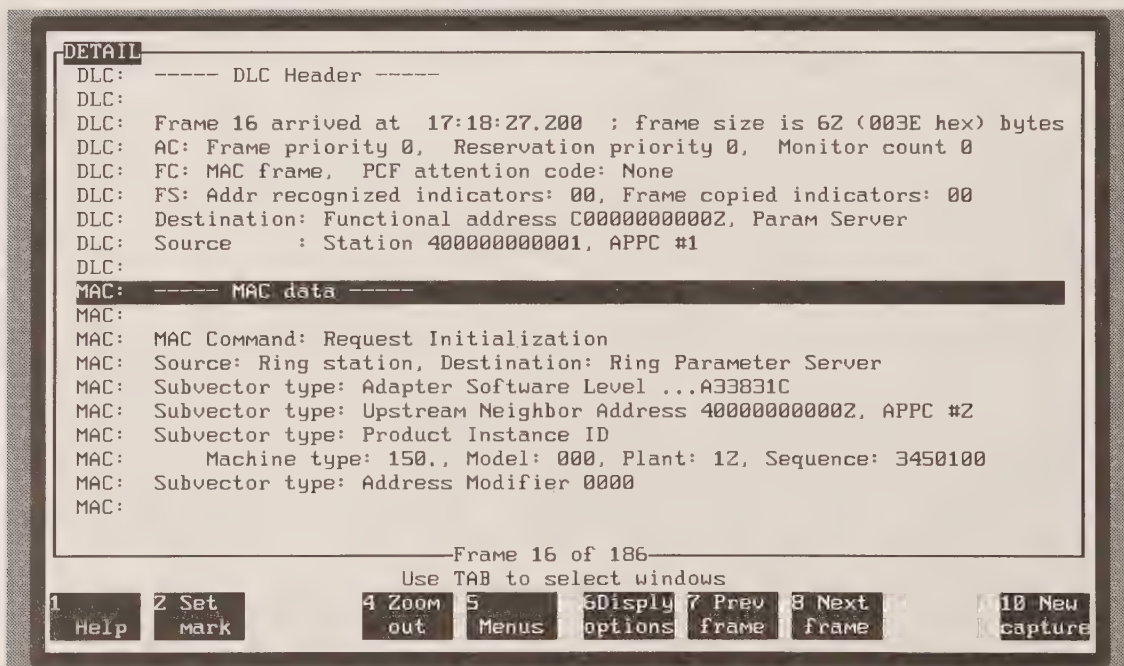 DETAIL
DLC: ----- DLC Header -----
DLC:
DLC: Frame 16 arrived at 17:18:27.200 ; frame size is 62 (003E hex) bytes
DLC: AC: Frame priority 0, Reservation priority 0, Monitor count 0
DLC: FC: MAC frame, PCF attention code: None
DLC: FS: Addr recognized indicators: 00, Frame copied indicators: 00
DLC: Destination: Functional address C00000000002, Param Server
DLC: Source : Station 400000000001, APPC #1
DLC:
MAC: ----- MAC data -----
MAC:
MAC: MAC Command: Request Initialization
MAC: Source: Ring station, Destination: Ring Parameter Server
MAC: Subvector type: Adapter Software Level ...A33831C
MAC: Subvector type: Upstream Neighbor Address 400000000002, APPC #2
MAC: Subvector type: Product Instance ID
MAC: Machine type: 150., Model: 000, Plant: 12, Sequence: 3450100
MAC: Subvector type: Address Modifier 0000
MAC:
Frame 16 of 186
Use TAB to select windows
1 Help
2 Set mark
4 Zoom out
5 Menus
6Disply options
7 Prev frame
8 Next frame
10 New capture